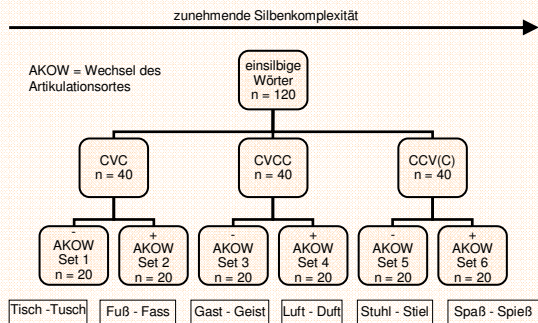 zunehmende Silbenkomplexität
AKOW = Wechsel des
Artikulationsortes
einsilbige
Wörter
n = 120
CVC
n = 40
CVCC
n = 40
CCV(C)
n = 40
-
AKOW
Set 1
n = 20
+
AKOW
Set 2
n = 20
-
AKOW
Set 3
n = 20
+
AKOW
Set 4
n = 20
-
AKOW
Set 5
n = 20
+
AKOW
Set 6
n = 20
Tisch -Tusch
Fuß - Fass
Gast - Geist
Luft - Duft
Stuhl - Stiel
Spaß - Spieß